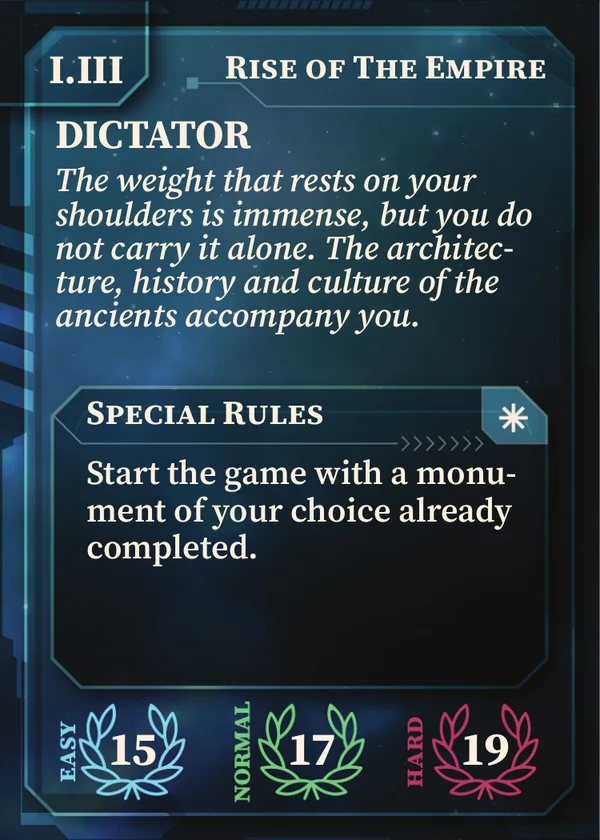 I.III
Rise of The Empire
DICTATOR
The weight that rests on your
shoulders is immense, but you do
not carry it alone. The architec-
ture, history and culture of the
ancients accompany you.
Special Rules
Start the game with a monu-
ment of your choice already
completed.
EASY 15
NORMAL 17
HARD 19